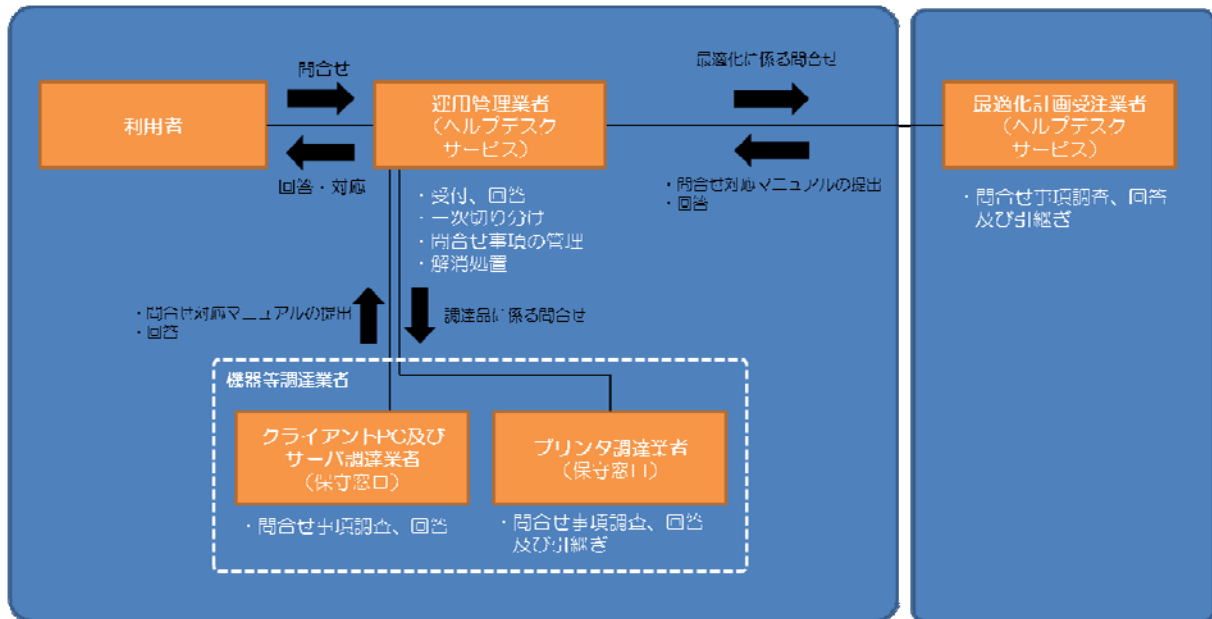 問合せ
最適化に係る問合せ
利用者
運用管理業者
(ヘルプデスク
サービス)
最適化計画受注業者
(ヘルプデスク
サービス)
回答・対応
・問合せ対応マニュアルの提出
・回答
・受付、回答
・一次切り分け
・問合せ事項の管理
・解消処置
・問合せ事項調査、回答
及び引継ぎ
・問合せ対応マニュアルの提出
・回答
調達品に係る問合せ
機器等調達業者
クライアントPC及び
サーバ調達業者
(保守窓口)
プリンタ調達業者
(保守窓口)
・問合せ事項調査、回答
・問合せ事項調査、回答
及び引継ぎ